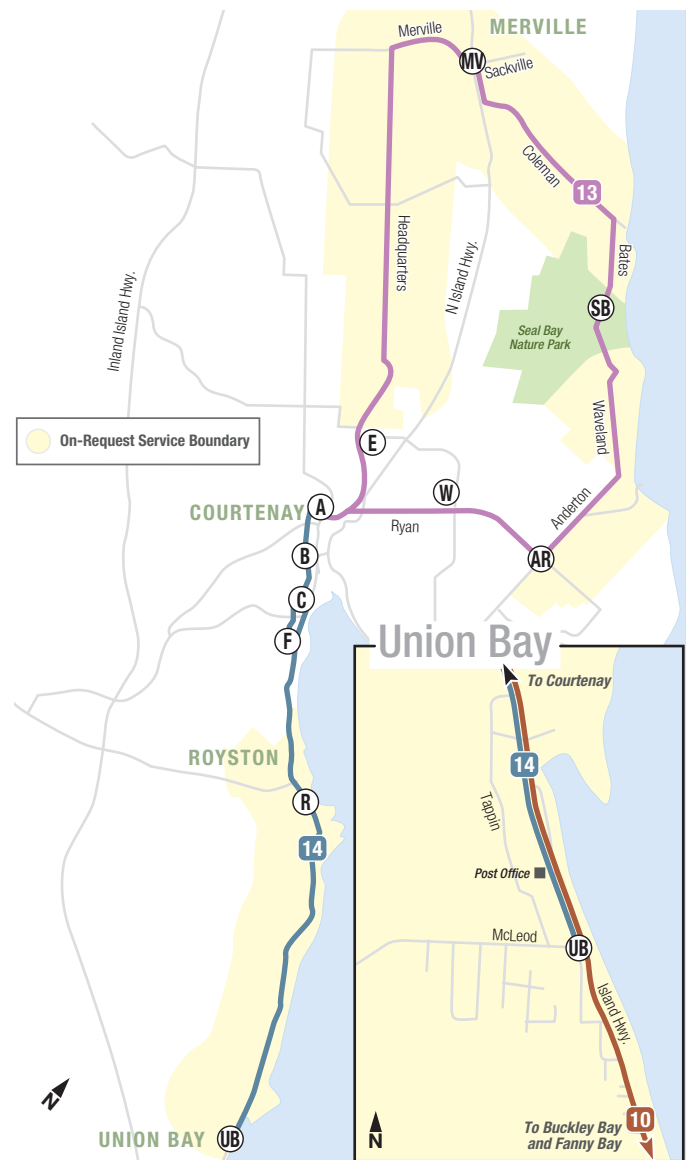 MERVILLE
Merville
MV
Sackville
Coleman
13
Bates
Headquarters
N Island Hwy.
Inland Island Hwy.
SB
Seal Bay
Nature Park
Waveland
On-Request Service Boundary
E
W
COURTENAY
A
Ryan
Anderton
AR
B
C
F
ROYSTON
R
14
N
UNION BAY
UB
Union Bay
To Courtenay
14
Tappin
Post Office
McLeod
UB
Island Hwy.
10
To Buckley Bay
and Fanny Bay
N